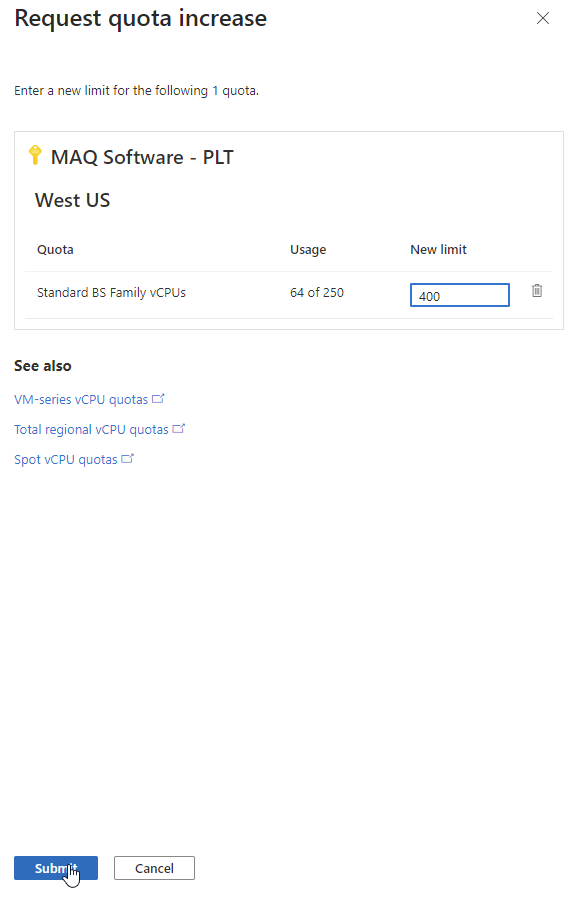 Request quota increase
Enter a new limit for the following 1 quota.
MAQ Software - PLT
West US
Quota Usage New limit
Standard BS Family vCPUs 64 of 250 400
See also
VM-series vCPU quotas
Total regional vCPU quotas
Spot vCPU quotas
Submit Cancel